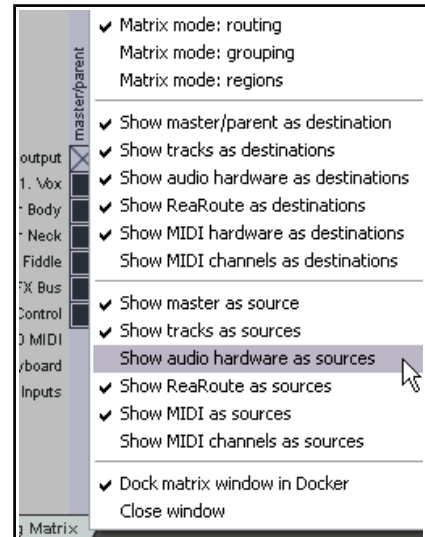 master/parent
output
1. Vox
Body
Neck
Fiddle
FX Bus
Control
MIDI
Inputs
Matrix
Matrix mode: routing
Matrix mode: grouping
Matrix mode: regions
Show master/parent as destination
Show tracks as destinations
Show audio hardware as destinations
Show ReaRoute as destinations
Show MIDI hardware as destinations
Show MIDI channels as destinations
Show master as source
Show tracks as sources
Show audio hardware as sources
Show ReaRoute as sources
Show MIDI as sources
Show MIDI channels as sources
Dock matrix window in Docker
Close window